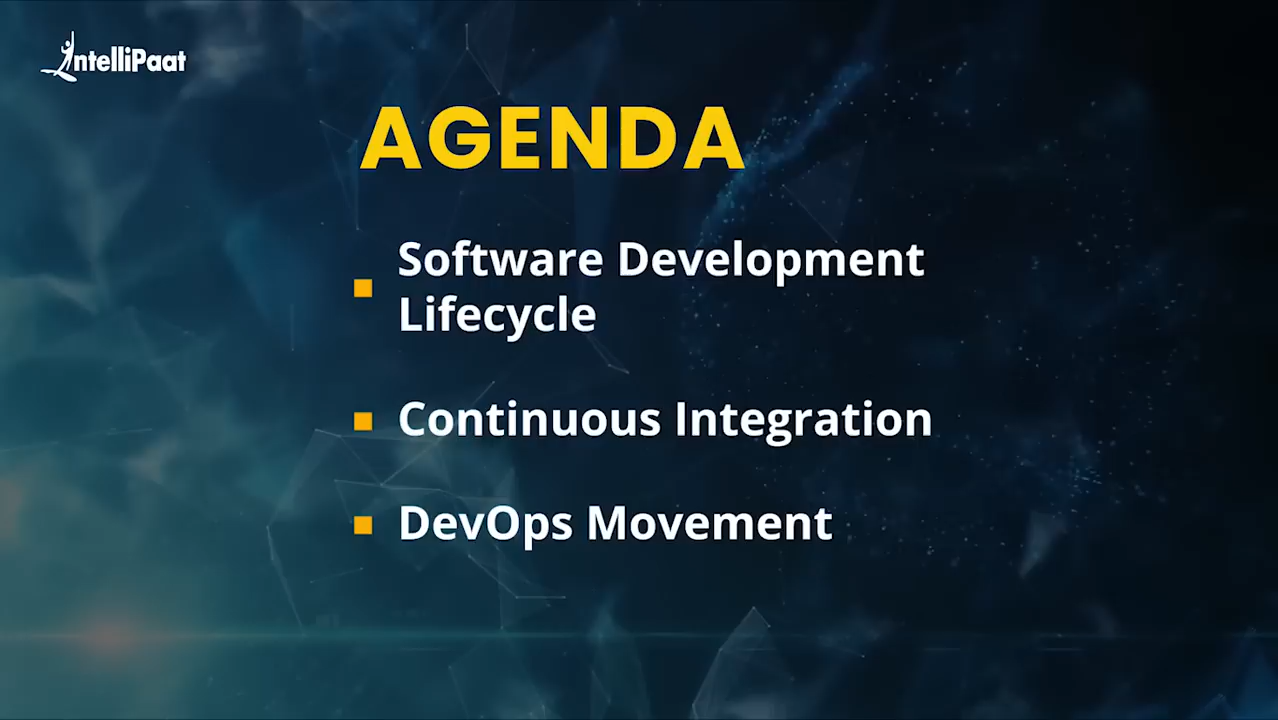 IntelliPaat
AGENDA
Software Development
Lifecycle
Continuous Integration
DevOps Movement